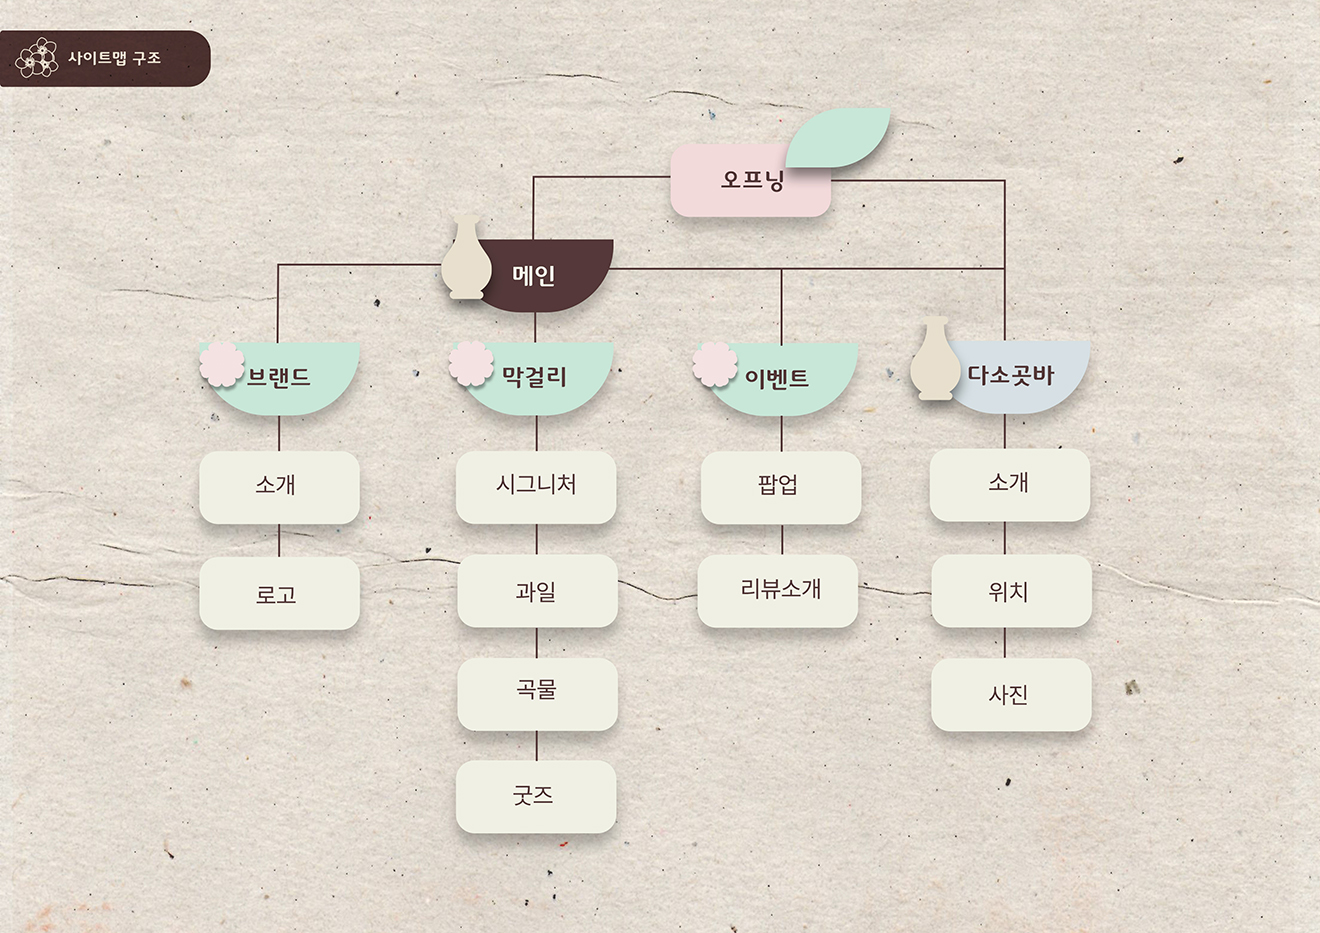 사이트맵 구조
오프닝
메인
브랜드
막걸리
이벤트
다소곳바
소개
시그니처
팝업
소개
로고
과일
리뷰소개
위치
곡물
사진
굿즈